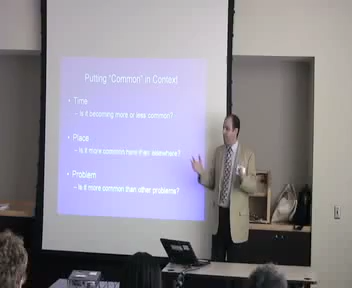 Putting "Common" in Context
• Time
– Is it becoming more or less common?
• Place
– Is it more common here than elsewhere?
• Problem
– Is it more common than other problems?